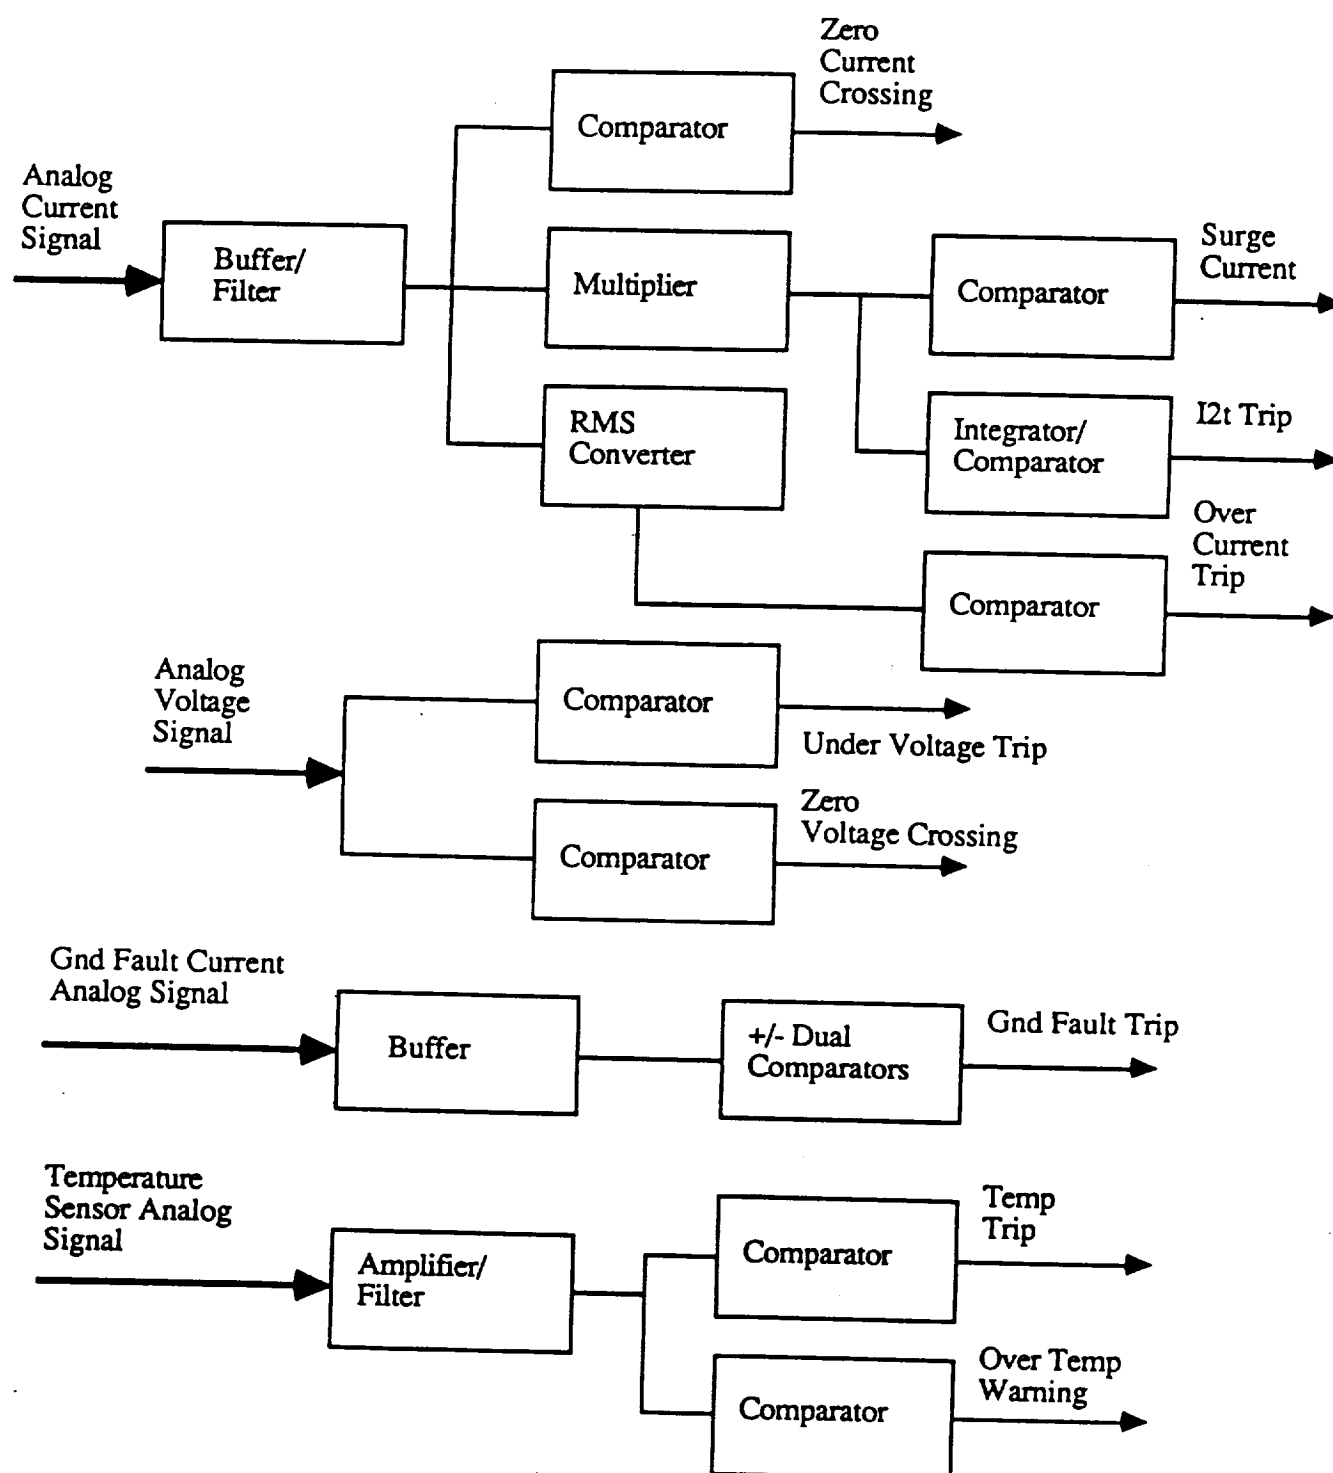 Zero
Current
Crossing
Comparator
Analog
Current
Signal
Buffer/
Filter
Multiplier
Comparator
Surge
Current
RMS
Converter
Integrator/
Comparator
I2t Trip
Over
Current
Trip
Comparator
Analog
Voltage
Signal
Comparator
Under Voltage Trip
Zero
Voltage Crossing
Comparator
Gnd Fault Current
Analog Signal
Buffer
+/- Dual
Comparators
Gnd Fault Trip
Temperature
Sensor Analog
Signal
Amplifier/
Filter
Comparator
Temp
Trip
Comparator
Over Temp
Warning